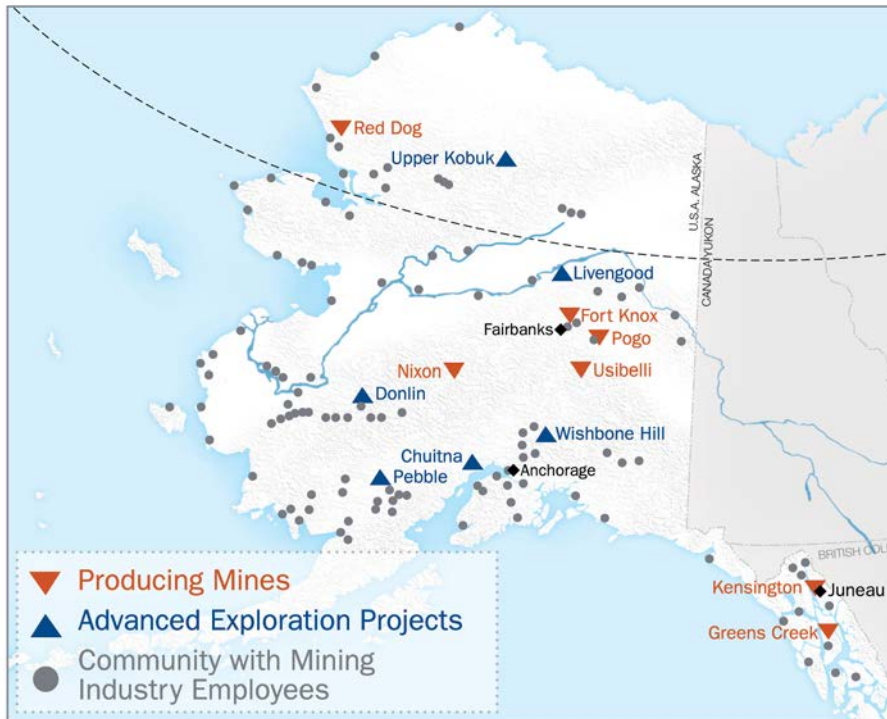 Red Dog
Upper Kobuk
U.S.A. ALASKA
CANADA/YUKON
Livengood
Fort Knox
Fairbanks
Pogo
Nixon
Usibelli
Donlin
Wishbone Hill
Chuitna
Anchorage
Pebble
BRITISH
Kensington
Juneau
Greens Creek
Producing Mines
Advanced Exploration Projects
Community with Mining
Industry Employees